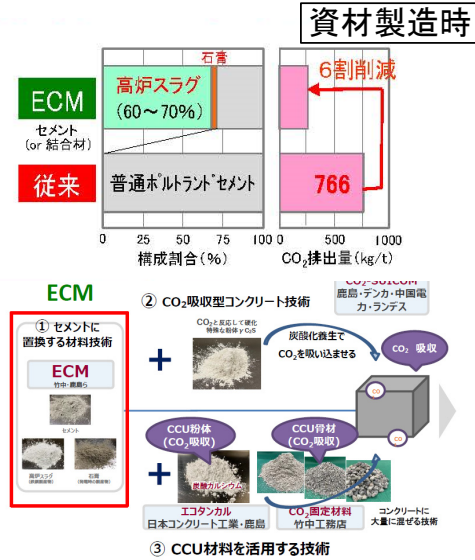 資材製造時
石膏
6割削減
ECM
高炉スラグ
(60～70%)
セメント
(or 結合材)
従来
普通ポルトランドセメント
766
0 25 50 75 100
構成割合(%)
0 500 1000
CO2排出量(kg/t)
ECM
② CO2吸収型コンクリート技術
CO2-SUICOM
鹿島・デンカ・中国電
力・ランデス
① セメントに
置換する材料技術
CO2と反応して硬化
特殊な粉体γC2S
炭酸化養生で
CO2を吸い込ませる
CO2 吸収
ECM
竹中・鹿島ら
セメント
高炉スラグ
石膏
CO
CO
CCU粉体
(CO2吸収)
CCU骨材
(CO2吸収)
炭酸カルシウム
エコタンカル
日本コンクリート工業・鹿島
CO2固定材料
竹中工務店
コンクリートに
大量に混ぜる技術
③ CCU材料を活用する技術